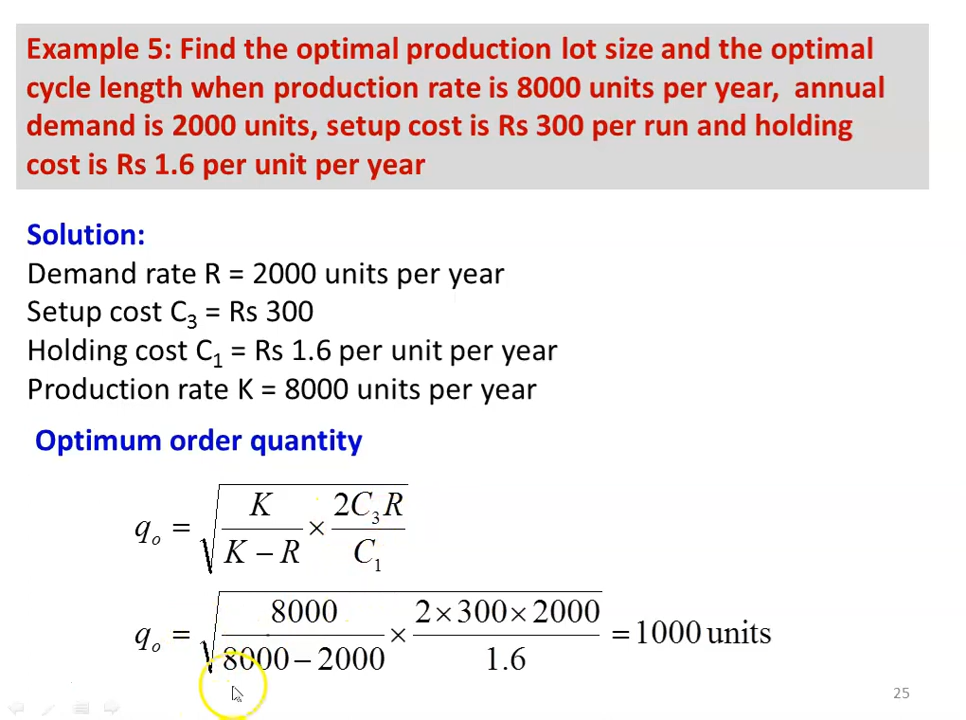 Example 5: Find the optimal production lot size and the optimal
cycle length when production rate is 8000 units per year, annual
demand is 2000 units, setup cost is Rs 300 per run and holding
cost is Rs 1.6 per unit per year
Solution:
Demand rate R = 2000 units per year
Setup cost C₃ = Rs 300
Holding cost C₁ = Rs 1.6 per unit per year
Production rate K = 8000 units per year
Optimum order quantity
qₒ = √(K/(K − R) × 2C₃R/C₁)
qₒ = √(8000/(8000 − 2000) × (2×300×2000)/1.6) = 1000 units
25